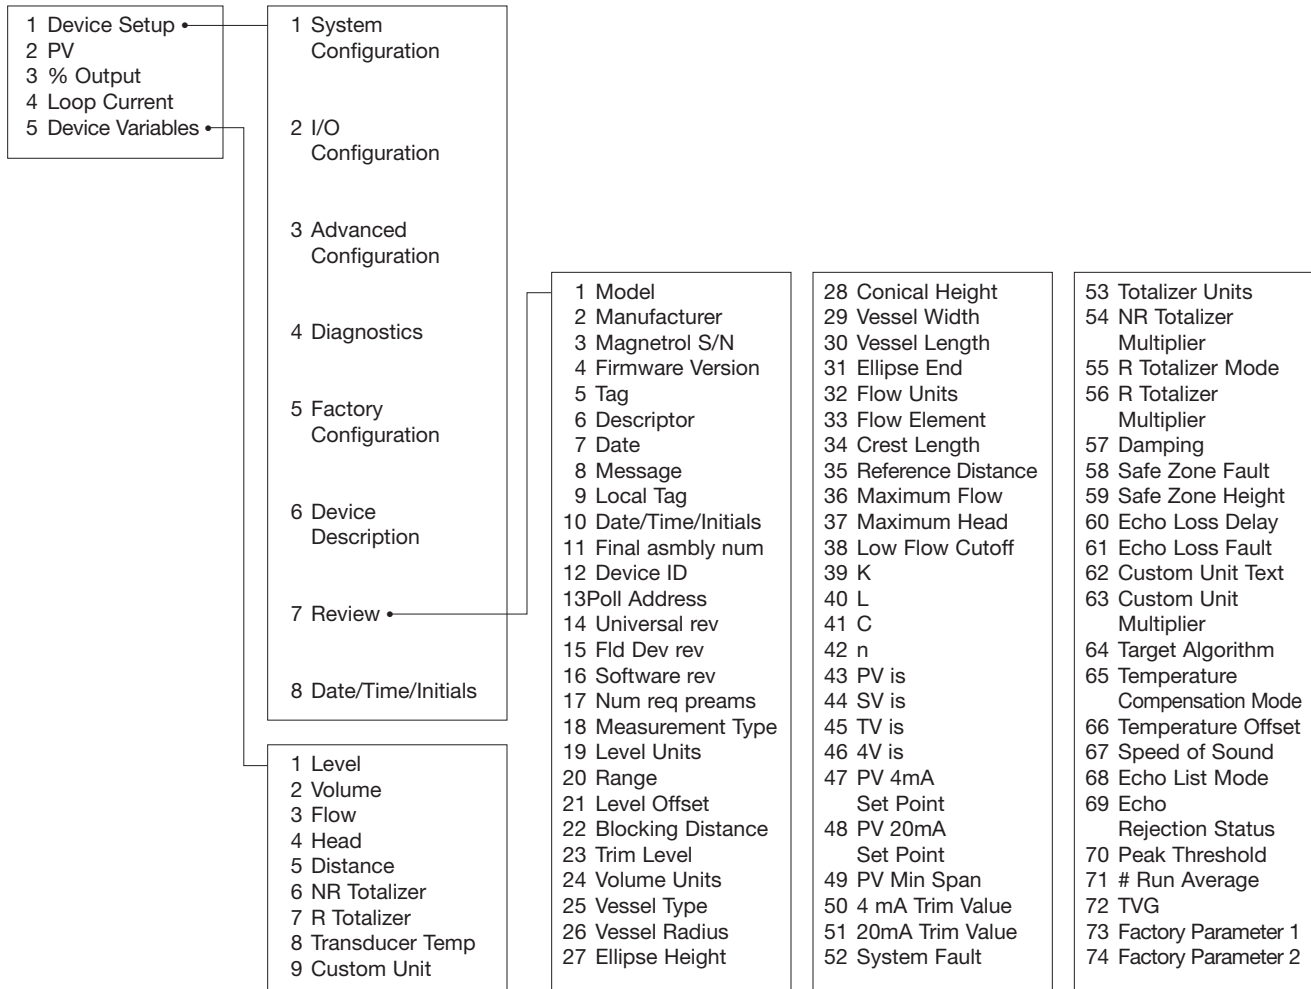 1 Device Setup
2 PV
3 % Output
4 Loop Current
5 Device Variables
1 System
Configuration
2 I/O
Configuration
3 Advanced
Configuration
4 Diagnostics
5 Factory
Configuration
6 Device
Description
7 Review
8 Date/Time/Initials
1 Level
2 Volume
3 Flow
4 Head
5 Distance
6 NR Totalizer
7 R Totalizer
8 Transducer Temp
9 Custom Unit
1 Model
2 Manufacturer
3 Magnetrol S/N
4 Firmware Version
5 Tag
6 Descriptor
7 Date
8 Message
9 Local Tag
10 Date/Time/Initials
11 Final asmbly num
12 Device ID
13Poll Address
14 Universal rev
15 Fld Dev rev
16 Software rev
17 Num req preams
18 Measurement Type
19 Level Units
20 Range
21 Level Offset
22 Blocking Distance
23 Trim Level
24 Volume Units
25 Vessel Type
26 Vessel Radius
27 Ellipse Height
28 Conical Height
29 Vessel Width
30 Vessel Length
31 Ellipse End
32 Flow Units
33 Flow Element
34 Crest Length
35 Reference Distance
36 Maximum Flow
37 Maximum Head
38 Low Flow Cutoff
39 K
40 L
41 C
42 n
43 PV is
44 SV is
45 TV is
46 4V is
47 PV 4mA
Set Point
48 PV 20mA
Set Point
49 PV Min Span
50 4 mA Trim Value
51 20mA Trim Value
52 System Fault
53 Totalizer Units
54 NR Totalizer
Multiplier
55 R Totalizer Mode
56 R Totalizer
Multiplier
57 Damping
58 Safe Zone Fault
59 Safe Zone Height
60 Echo Loss Delay
61 Echo Loss Fault
62 Custom Unit Text
63 Custom Unit
Multiplier
64 Target Algorithm
65 Temperature
Compensation Mode
66 Temperature Offset
67 Speed of Sound
68 Echo List Mode
69 Echo
Rejection Status
70 Peak Threshold
71 # Run Average
72 TVG
73 Factory Parameter 1
74 Factory Parameter 2